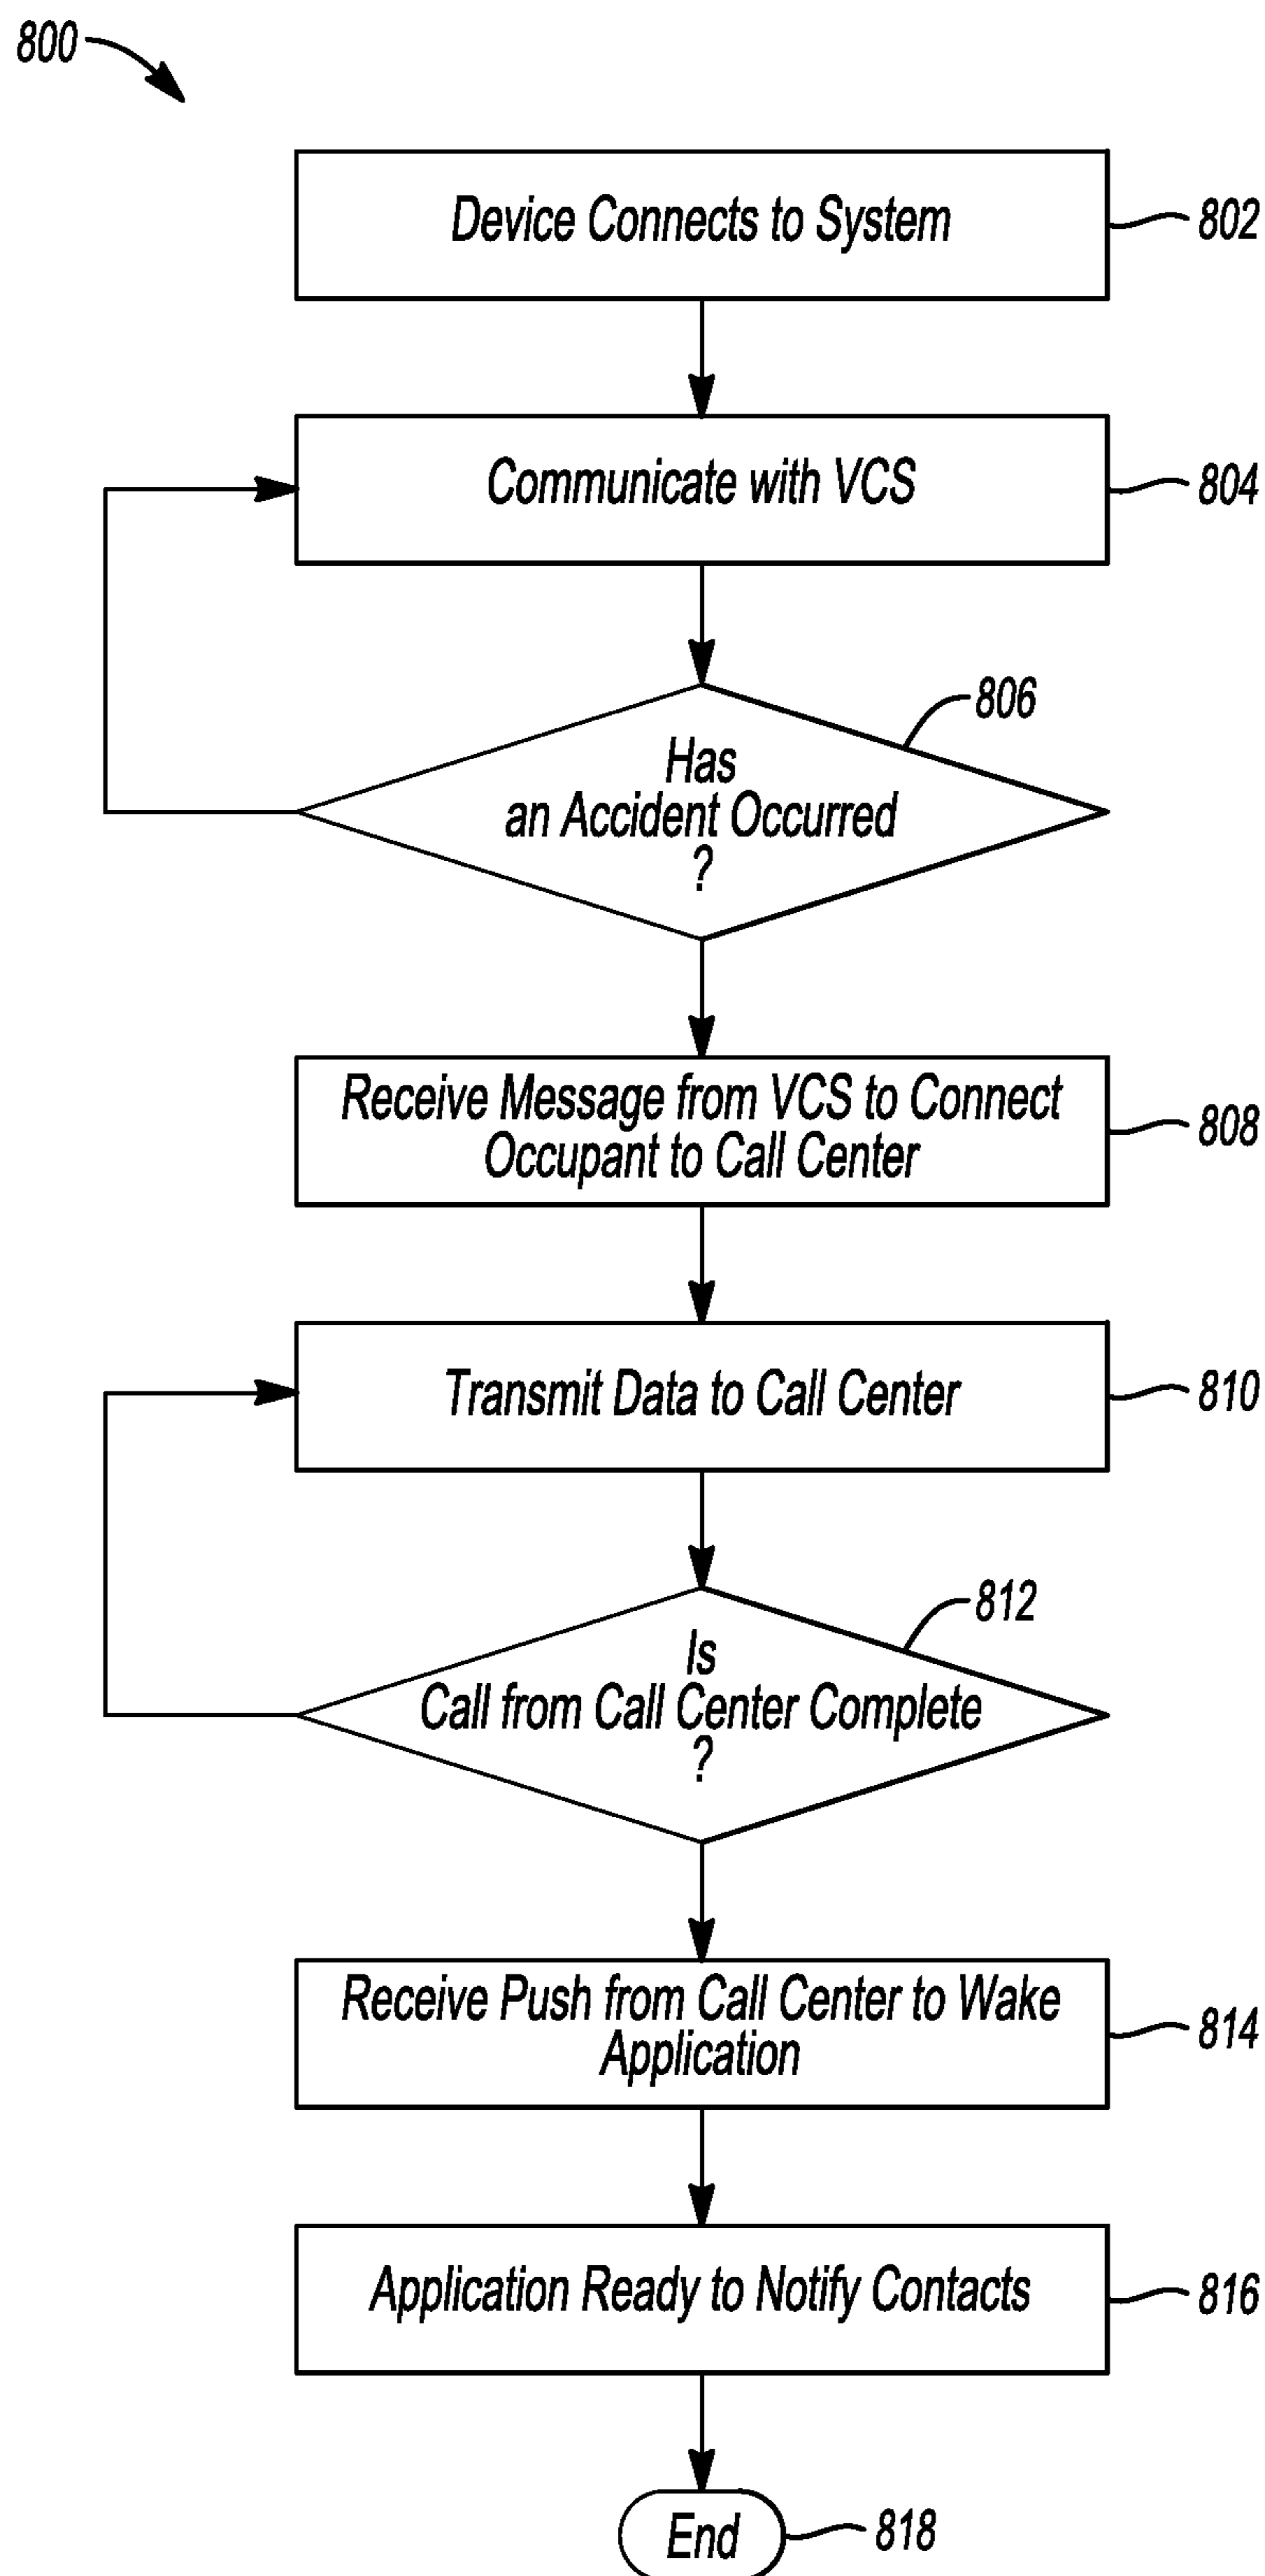 800
Device Connects to System
802
Communicate with VCS
804
806
Has
an Accident Occurred
?
Receive Message from VCS to Connect
Occupant to Call Center
808
Transmit Data to Call Center
810
812
Is
Call from Call Center Complete
?
Receive Push from Call Center to Wake
Application
814
Application Ready to Notify Contacts
816
End
818